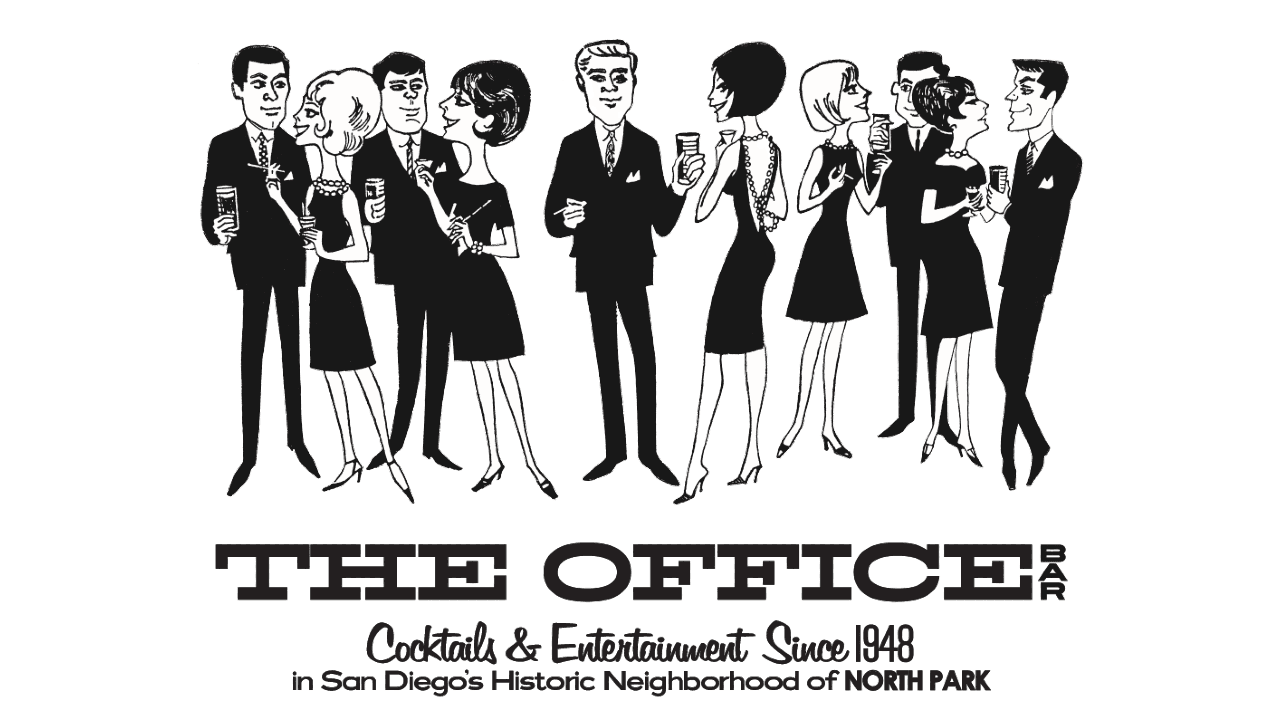 THE OFFICE BAR
Cocktails & Entertainment Since 1948
in San Diego's Historic Neighborhood of NORTH PARK